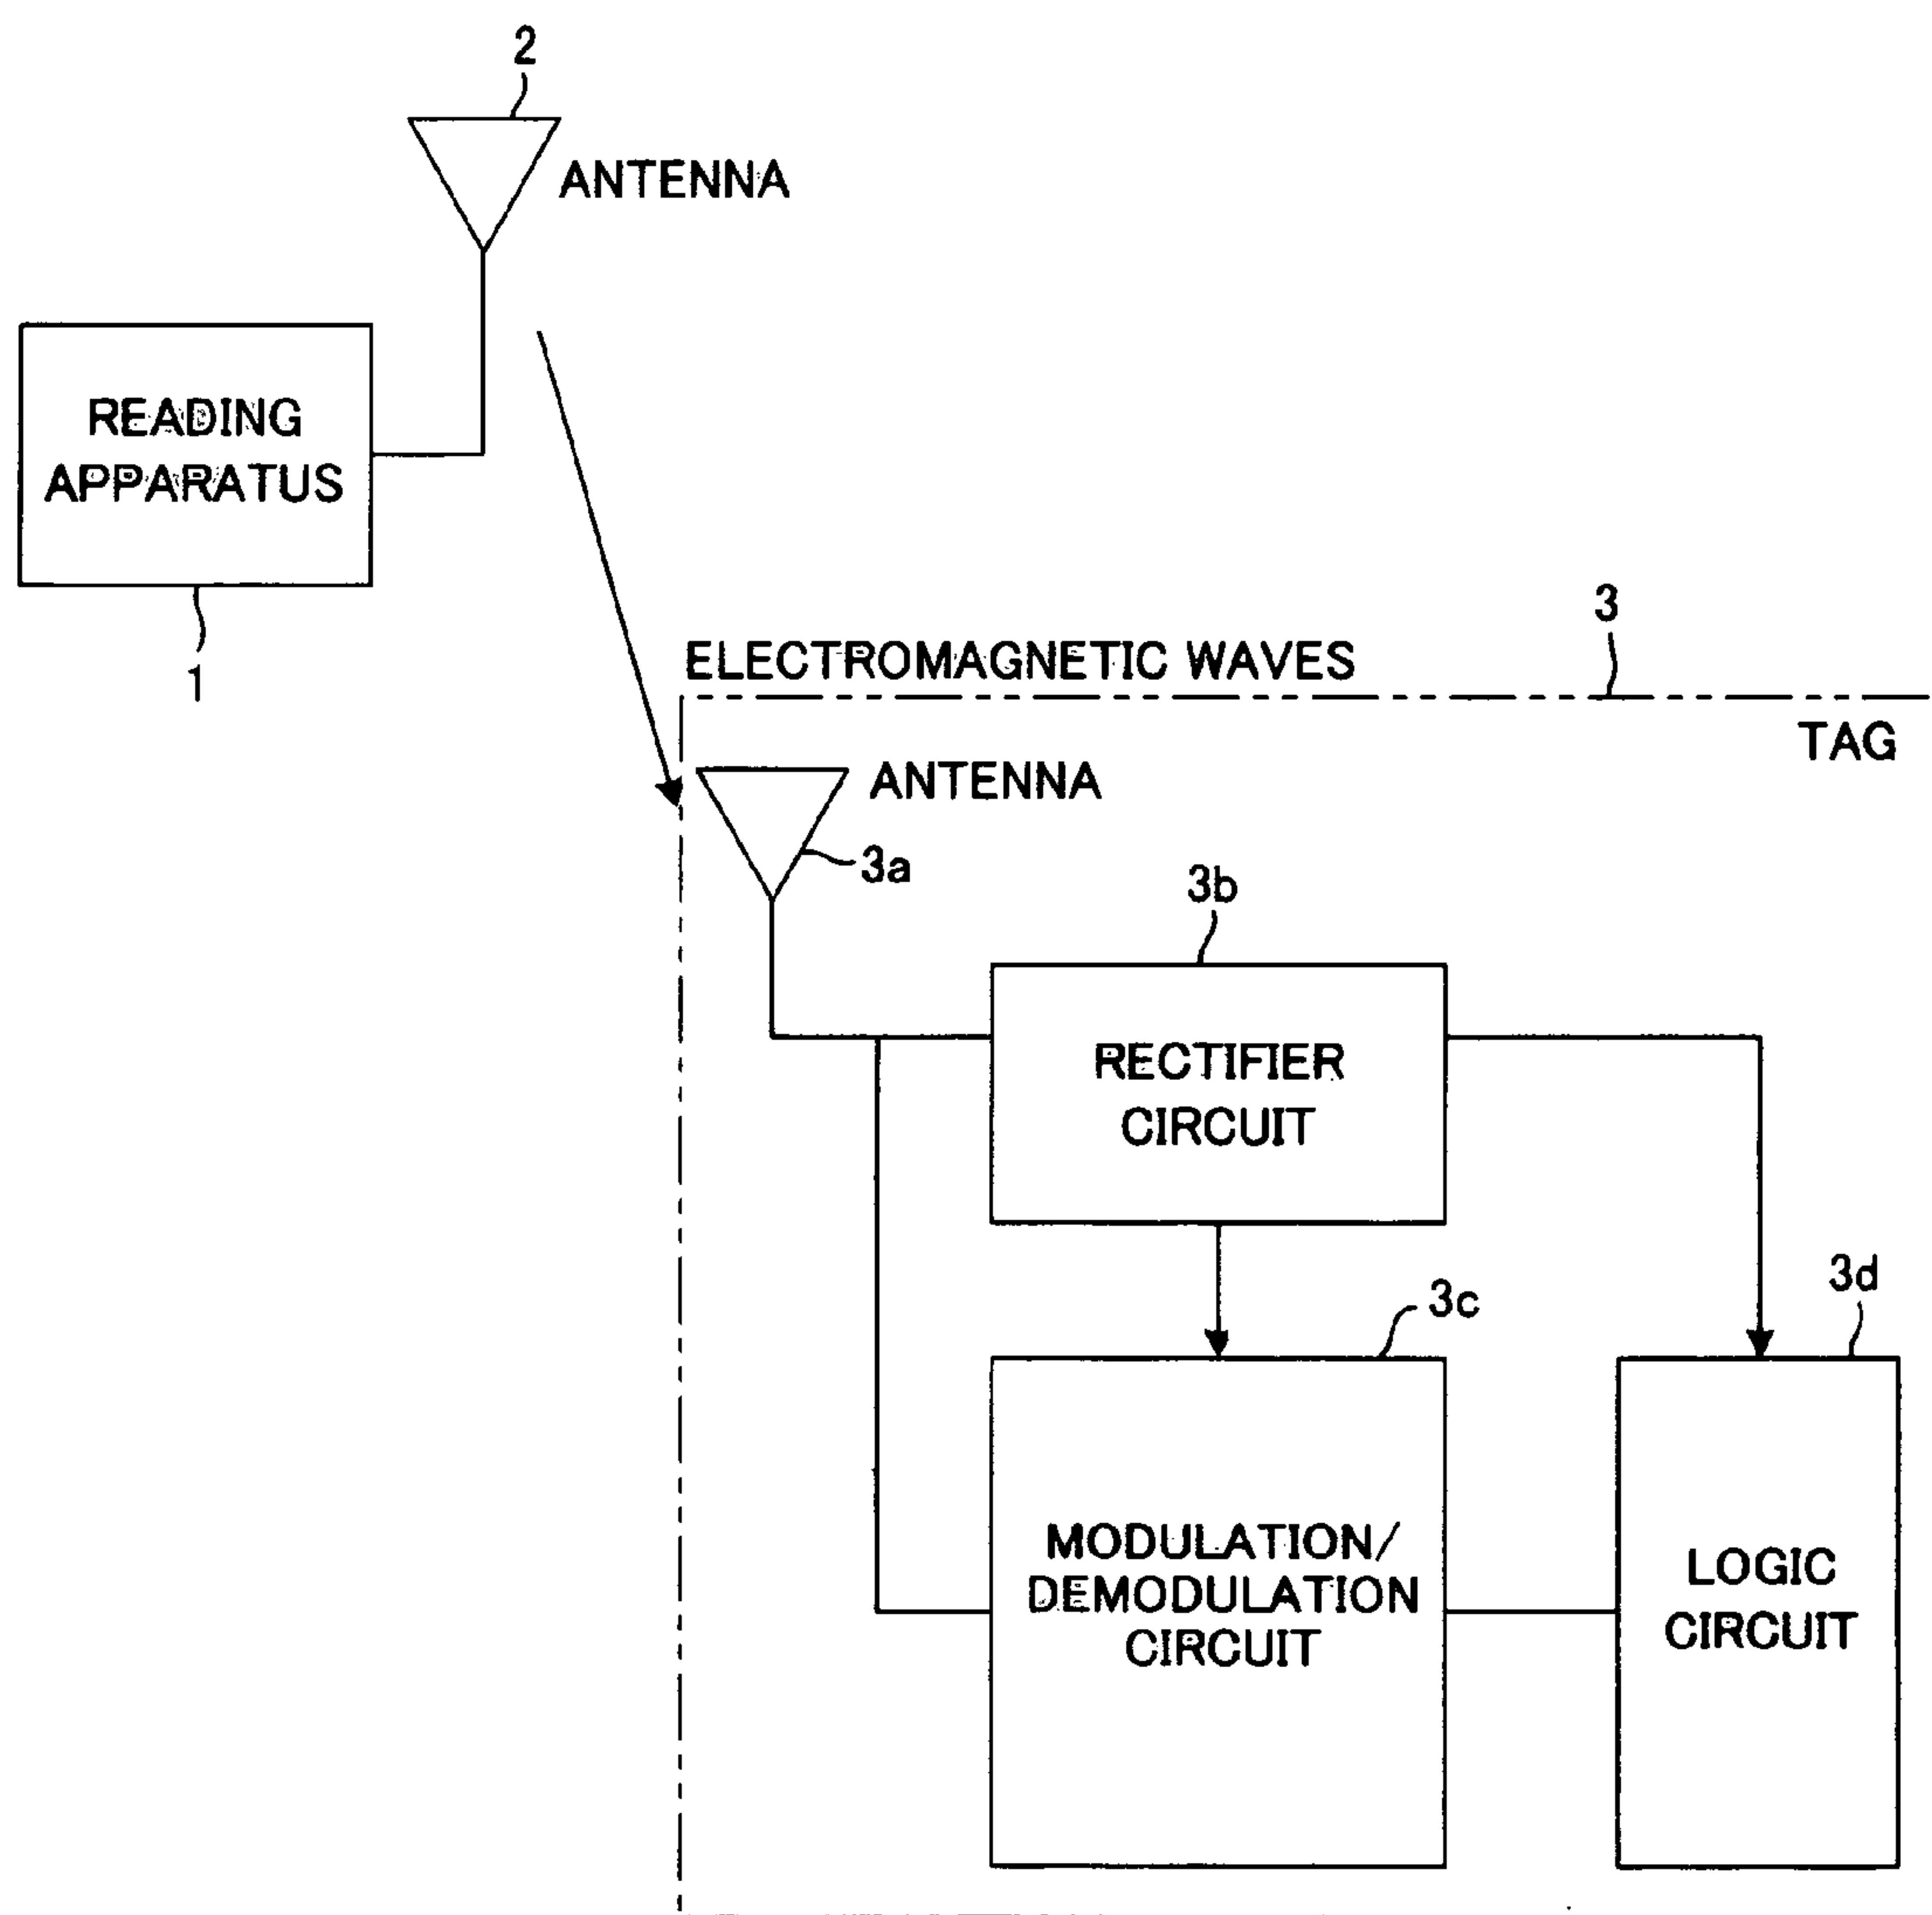 2
ANTENNA
READING
APPARATUS
1
3
ELECTROMAGNETIC WAVES
TAG
ANTENNA
3a
3b
RECTIFIER
CIRCUIT
3c
3d
MODULATION/
DEMODULATION
CIRCUIT
LOGIC
CIRCUIT